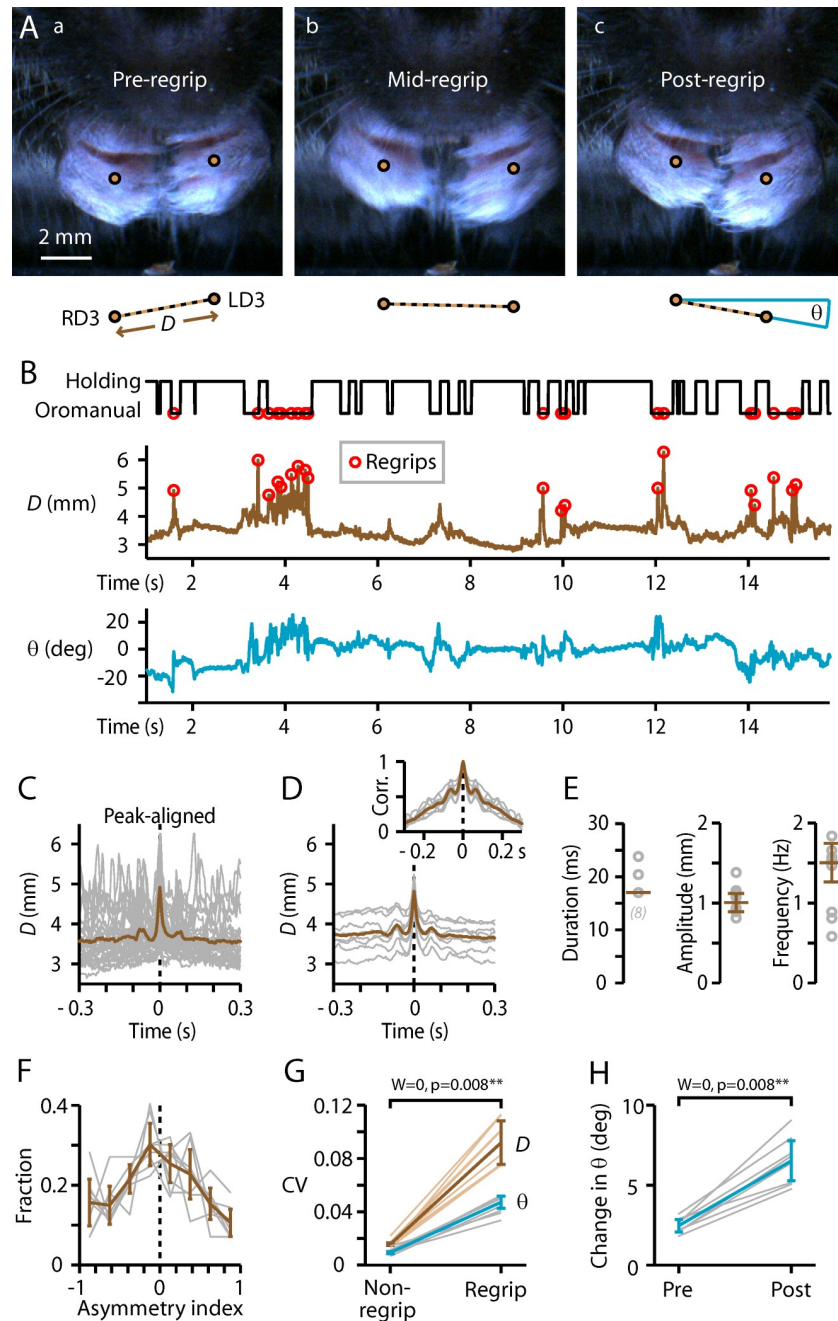 A a b c
Pre-regrip Mid-regrip Post-regrip
2 mm
RD3 D LD3 θ
B
Holding
Oromanual
Regrips
6
5
4
3
D (mm)
Time (s) 2 4 6 8 10 12 14
20
0
-20
θ (deg)
Time (s) 2 4 6 8 10 12 14
C
Peak-aligned
6
5
4
3
D (mm)
- 0.3 0 0.3
Time (s)
D
1
0
Corr.
-0.2 0 0.2 s
6
5
4
3
D (mm)
- 0.3 0 0.3
Time (s)
E
30
20
10
0
Duration (ms)
(8)
2
1
0
Amplitude (mm)
2
1
0
Frequency (Hz)
F
0.4
0.2
0
Fraction
-1 0 1
Asymmetry index
G
W=0, p=0.008**
0.12
0.08
0.04
0
CV
D
θ
Non-
regrip
Regrip
H
W=0, p=0.008**
10
5
0
Change in θ (deg)
Pre Post